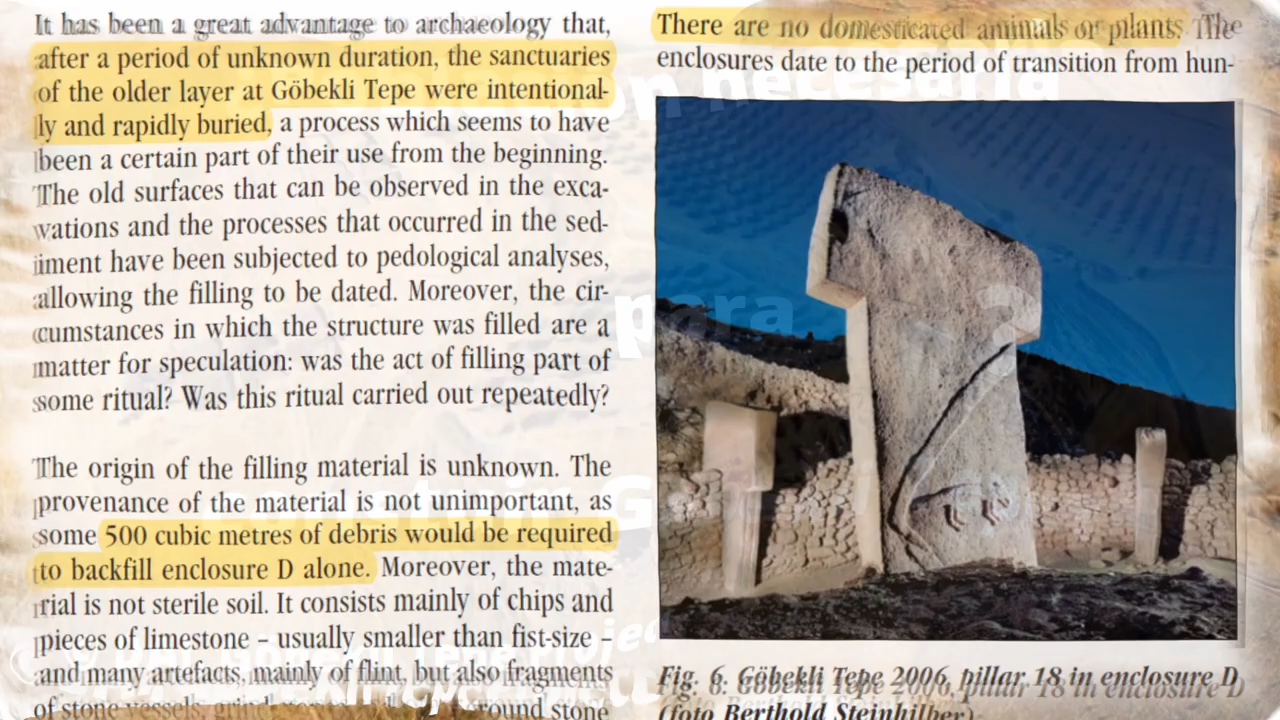 It has been a great advantage to archaeology that,
after a period of unknown duration, the sanctuaries
of the older layer at Göbekli Tepe were intentional-
ly and rapidly buried, a process which seems to have
been a certain part of their use from the beginning.
The old surfaces that can be observed in the exca-
vations and the processes that occurred in the sed-
iment have been subjected to pedological analyses,
allowing the filling to be dated. Moreover, the cir-
cumstances in which the structure was filled are a
matter for speculation: was the act of filling part of
some ritual? Was this ritual carried out repeatedly?
The origin of the filling material is unknown. The
provenance of the material is not unimportant, as
some 500 cubic metres of debris would be required
to backfill enclosure D alone. Moreover, the mate-
rial is not sterile soil. It consists mainly of chips and
pieces of limestone – usually smaller than fist-size –
and many artefacts, mainly of flint, but also fragments
of stone vessels, ground stone
There are no domesticated animals or plants. The
enclosures date to the period of transition from hun-
necesaria
para
Fig. 6. Göbekli Tepe 2006, pillar 18 in enclosure D
(foto Berthold Steinhilber)